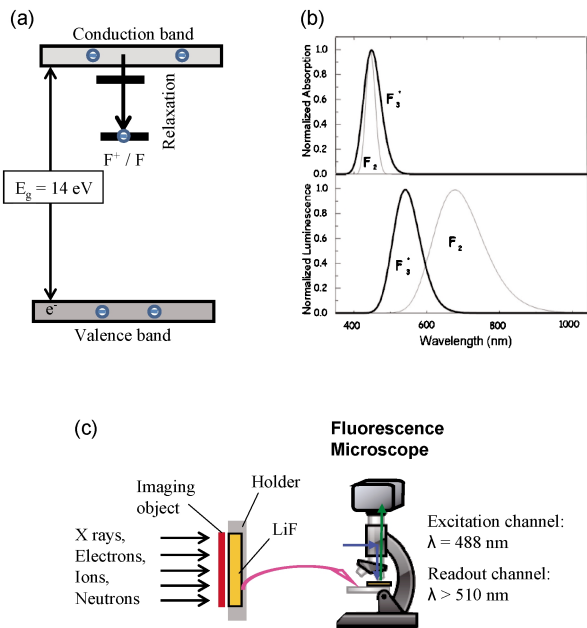 (a)
Conduction band
Relaxation
F⁺ / F
E_g = 14 eV
e⁻
Valence band
(b)
Normalized Absorption
1.0
0.8
0.6
0.4
0.2
0.0
F₃⁺
F₂
Normalized Luminescence
1.0
0.8
0.6
0.4
0.2
0.0
F₃⁺
F₂
400 600 800 1000
Wavelength (nm)
(c)
Fluorescence
Microscope
Imaging
object
Holder
LiF
X rays,
Electrons,
Ions,
Neutrons
Excitation channel:
λ = 488 nm
Readout channel:
λ > 510 nm